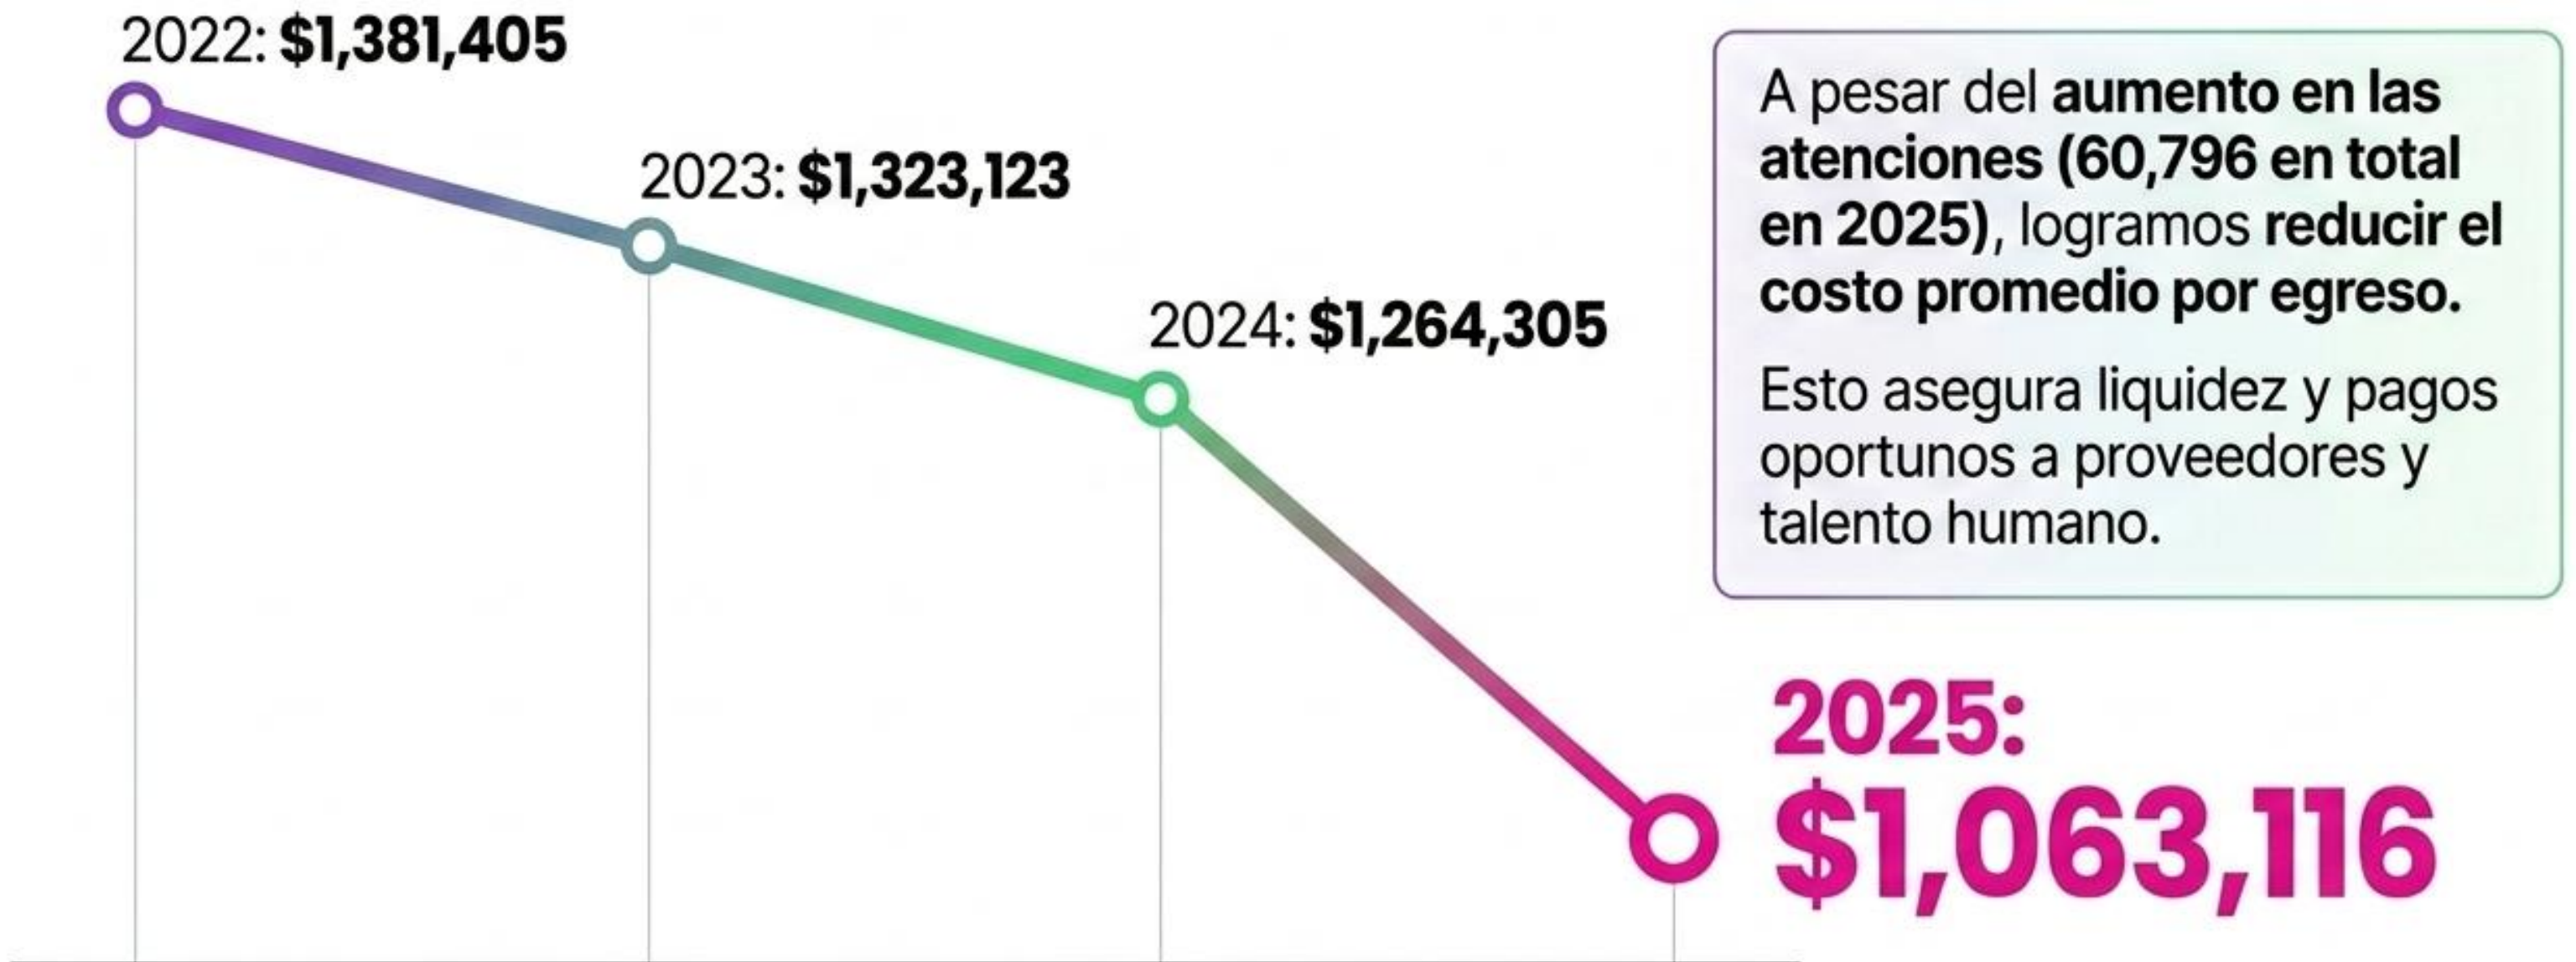 2022: $1,381,405
2023: $1,323,123
2024: $1,264,305
A pesar del aumento en las
atenciones (60,796 en total
en 2025), logramos reducir el
costo promedio por egreso.
Esto asegura liquidez y pagos
oportunos a proveedores y
talento humano.
2025:
$1,063,116